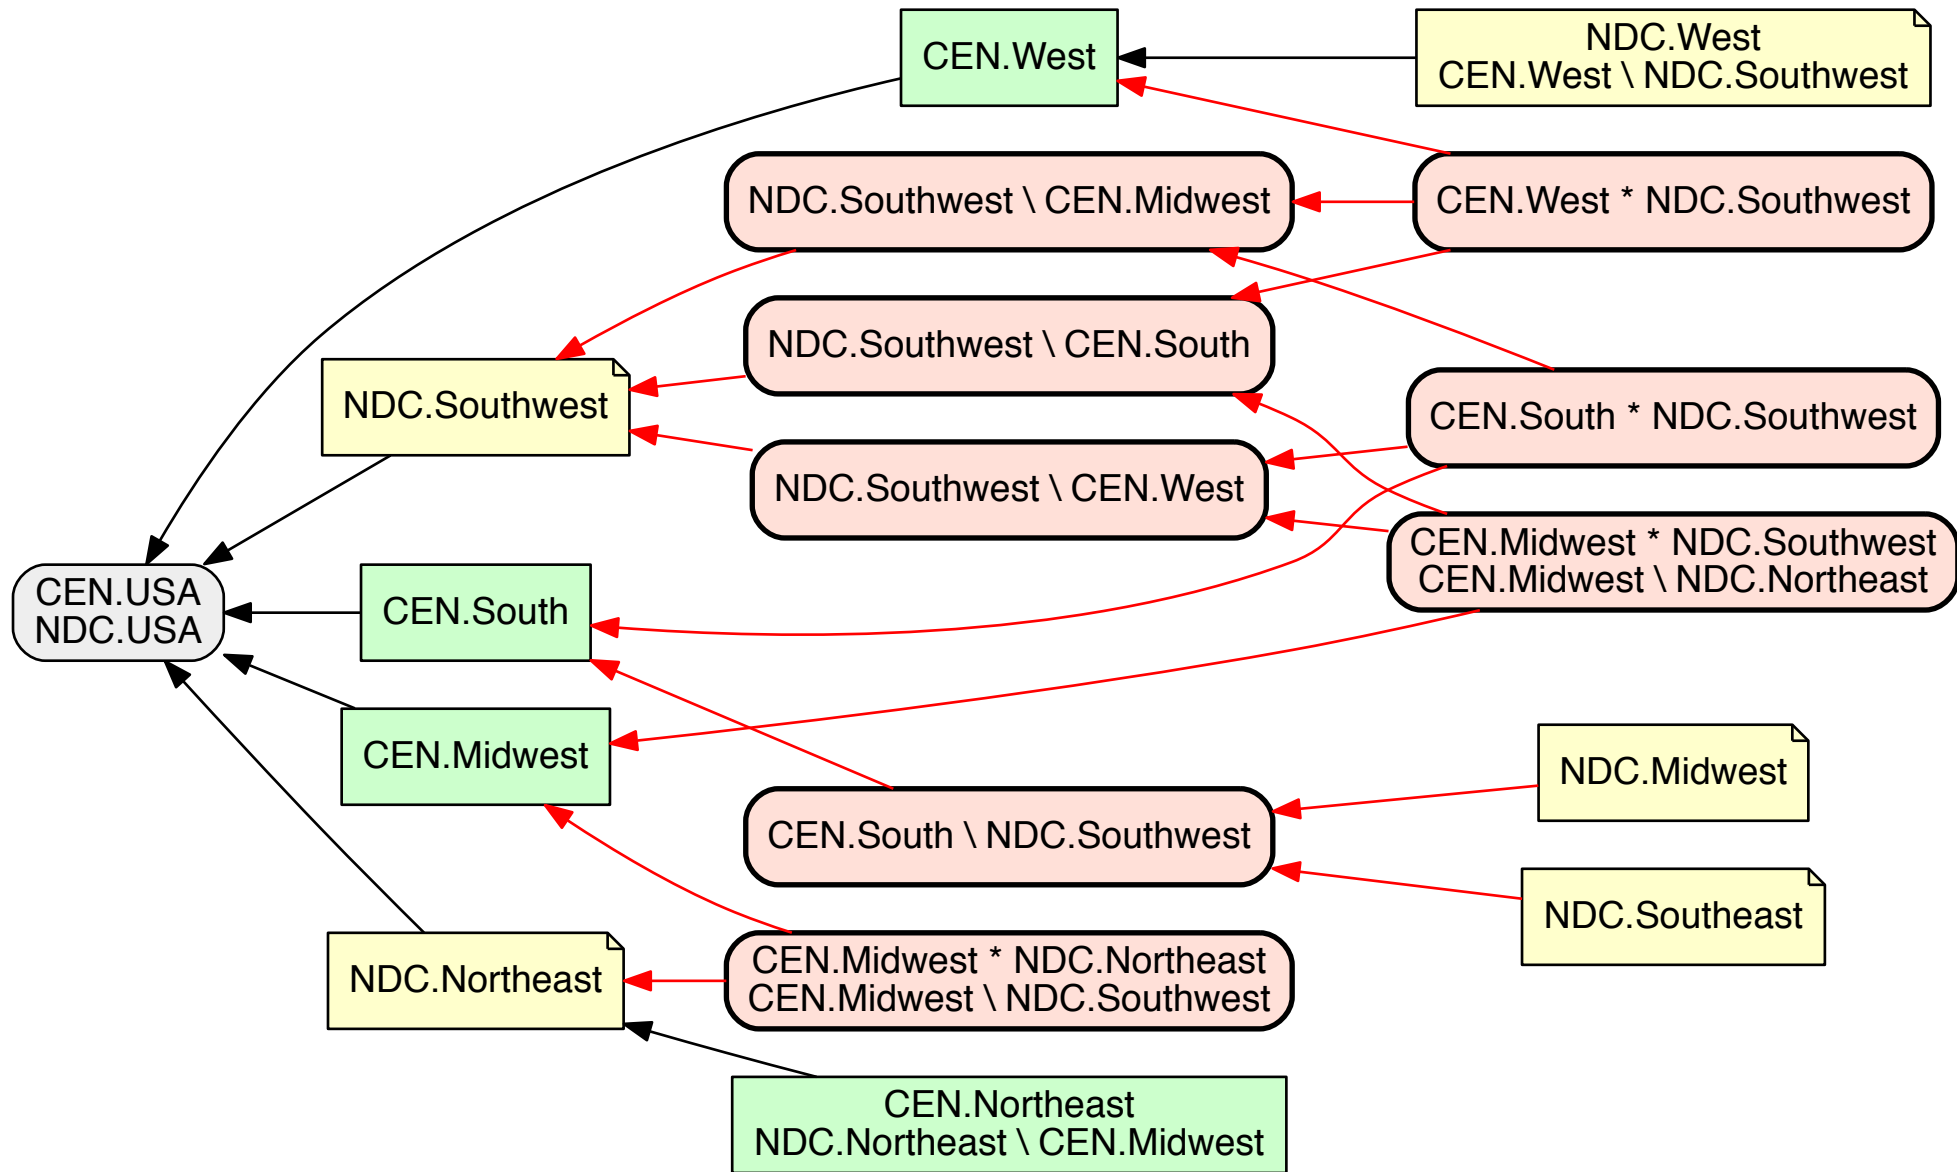 CEN.West
NDC.West
CEN.West \ NDC.Southwest
NDC.Southwest \ CEN.Midwest
CEN.West * NDC.Southwest
NDC.Southwest \ CEN.South
NDC.Southwest
CEN.South * NDC.Southwest
NDC.Southwest \ CEN.West
CEN.Midwest * NDC.Southwest
CEN.Midwest \ NDC.Northeast
CEN.USA
NDC.USA
CEN.South
CEN.Midwest
NDC.Midwest
CEN.South \ NDC.Southwest
NDC.Southeast
NDC.Northeast
CEN.Midwest * NDC.Northeast
CEN.Midwest \ NDC.Southwest
CEN.Northeast
NDC.Northeast \ CEN.Midwest